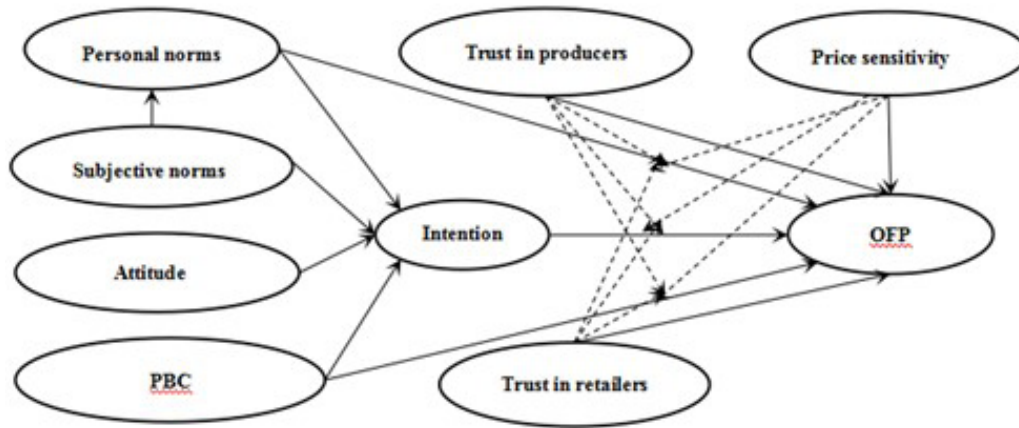 Personal norms
Trust in producers
Price sensitivity
Subjective norms
Intention
OFP
Attitude
PBC
Trust in retailers